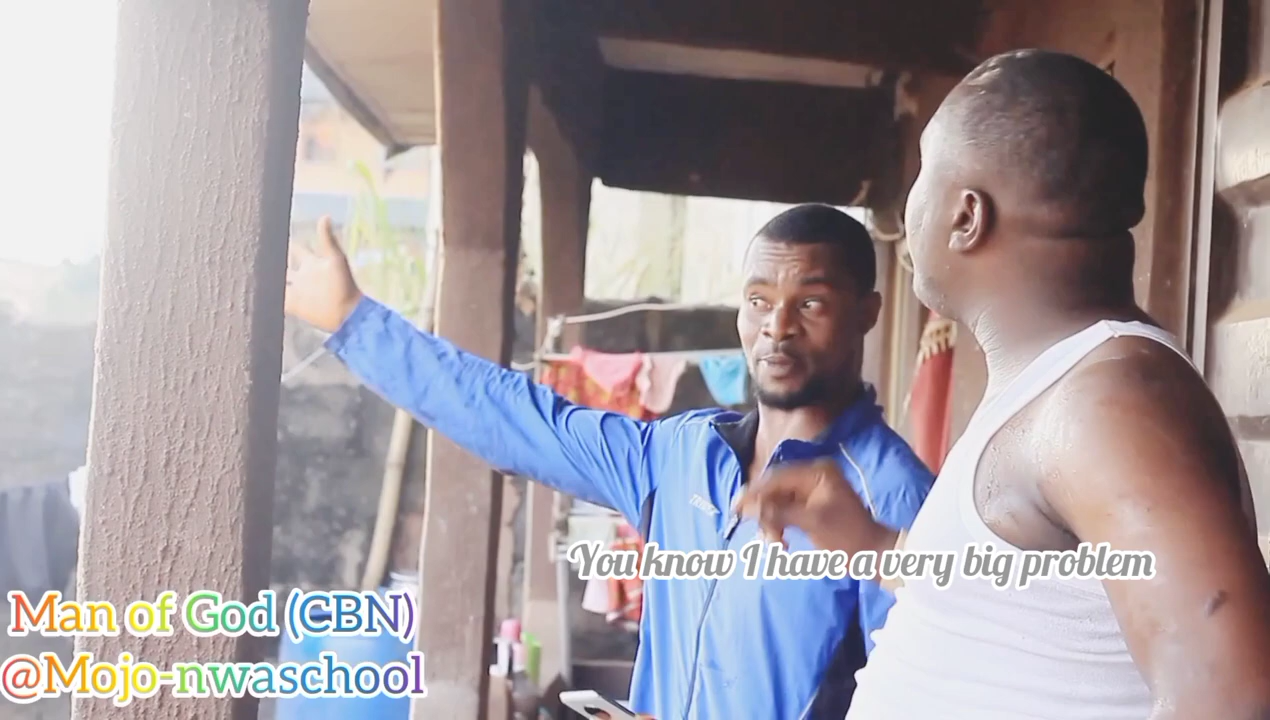 You know I have a very big problem
Man of God (CBN)
@Mojo-nwaschool